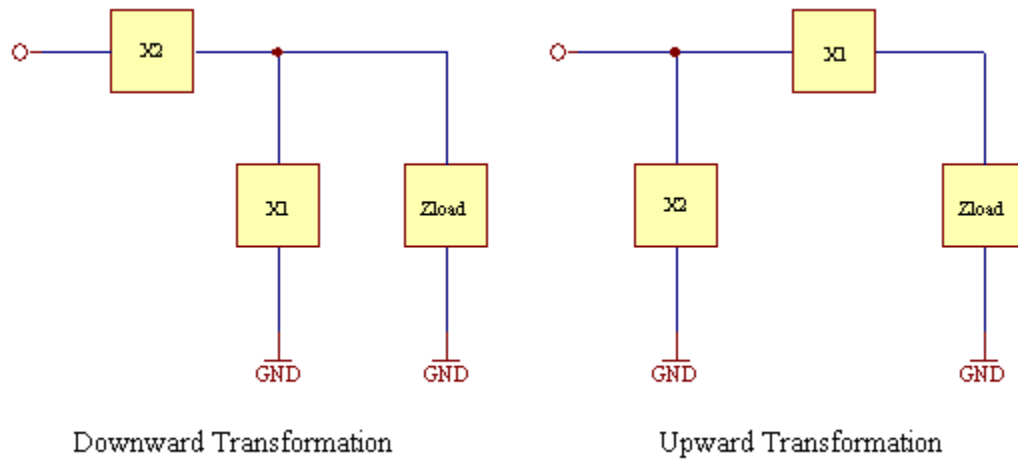 X2
X1
X1
Zload
X2
Zload
GND
GND
GND
GND
Downward Transformation
Upward Transformation